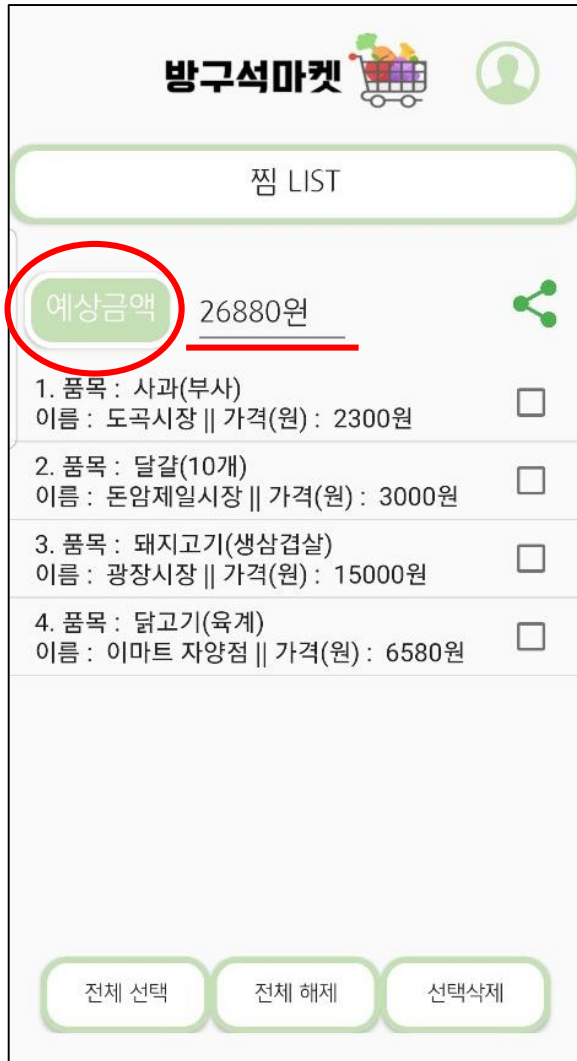 방구석마켓
찜 LIST
예상금액 26880원
1. 품목 : 사과(부사)
이름 : 도곡시장 || 가격(원) : 2300원
2. 품목 : 달걀(10개)
이름 : 돈암제일시장 || 가격(원) : 3000원
3. 품목 : 돼지고기(생삼겹살)
이름 : 광장시장 || 가격(원) : 15000원
4. 품목 : 닭고기(육계)
이름 : 이마트 자양점 || 가격(원) : 6580원
전체 선택 전체 해제 선택삭제